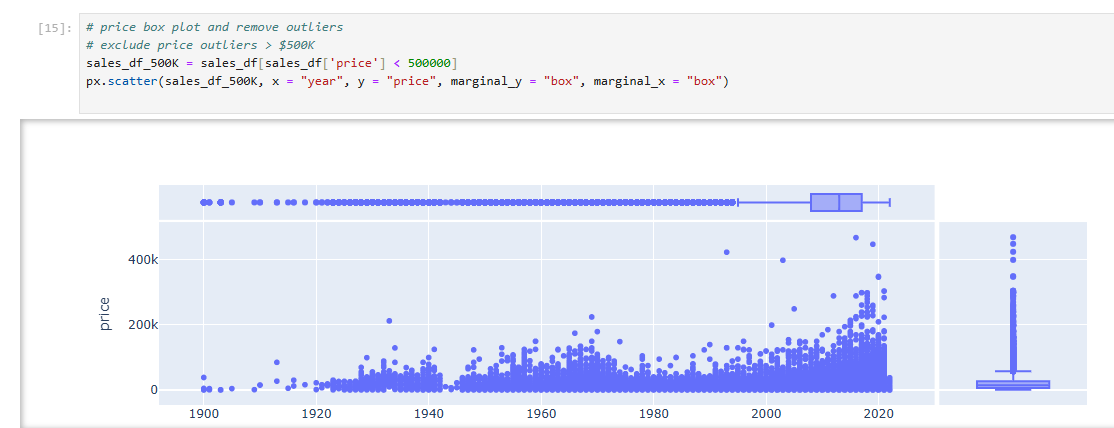 [15]:
# price box plot and remove outliers
# exclude price outliers > $500K
sales_df_500K = sales_df[sales_df['price'] < 500000]
px.scatter(sales_df_500K, x = "year", y = "price", marginal_y = "box", marginal_x = "box")
400k
200k
0
price
1900 1920 1940 1960 1980 2000 2020